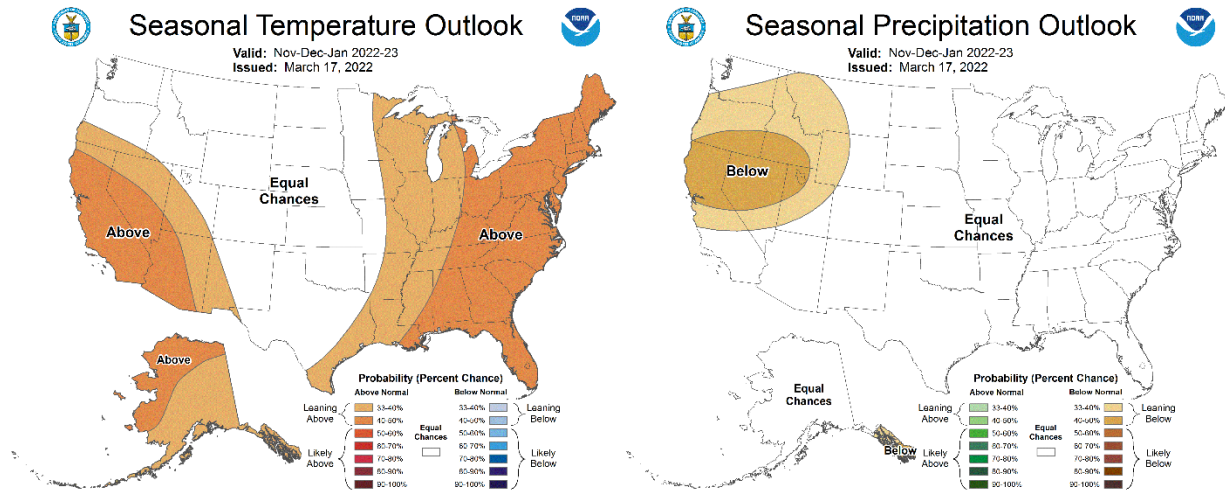 Seasonal Temperature Outlook
NOAA
Valid: Nov-Dec-Jan 2022-23
Issued: March 17, 2022
Equal
Chances
Above
Above
Above
Probability (Percent Chance)
Above Normal
Below Normal
Leaning
Above
33-40%
33-40%
Leaning
Below
40-50%
40-50%
Equal
Chances
Likely
Above
50-60%
50-60%
Likely
Below
60-70%
60-70%
70-80%
70-80%
80-90%
80-90%
90-100%
90-100%
Seasonal Precipitation Outlook
NOAA
Valid: Nov-Dec-Jan 2022-23
Issued: March 17, 2022
Below
Equal
Chances
Equal
Chances
Below
Probability (Percent Chance)
Above Normal
Below Normal
Leaning
Above
33-40%
33-40%
Leaning
Below
40-50%
40-50%
Equal
Chances
Likely
Above
50-60%
50-60%
Likely
Below
60-70%
60-70%
70-80%
70-80%
80-90%
80-90%
90-100%
90-100%